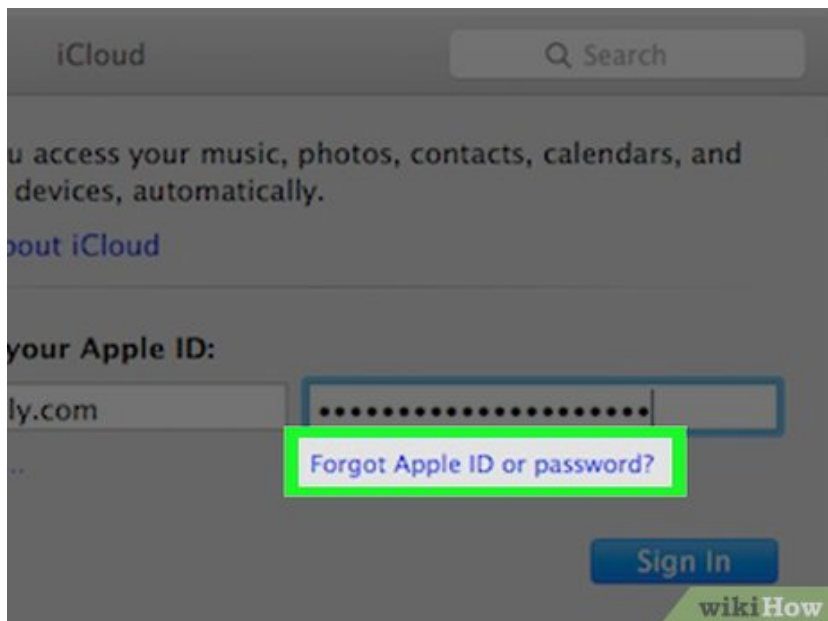 iCloud
Search
u access your music, photos, contacts, calendars, and
devices, automatically.
out iCloud
your Apple ID:
ly.com
••••••••••••••••••••••
..
Forgot Apple ID or password?
Sign In
wikiHow